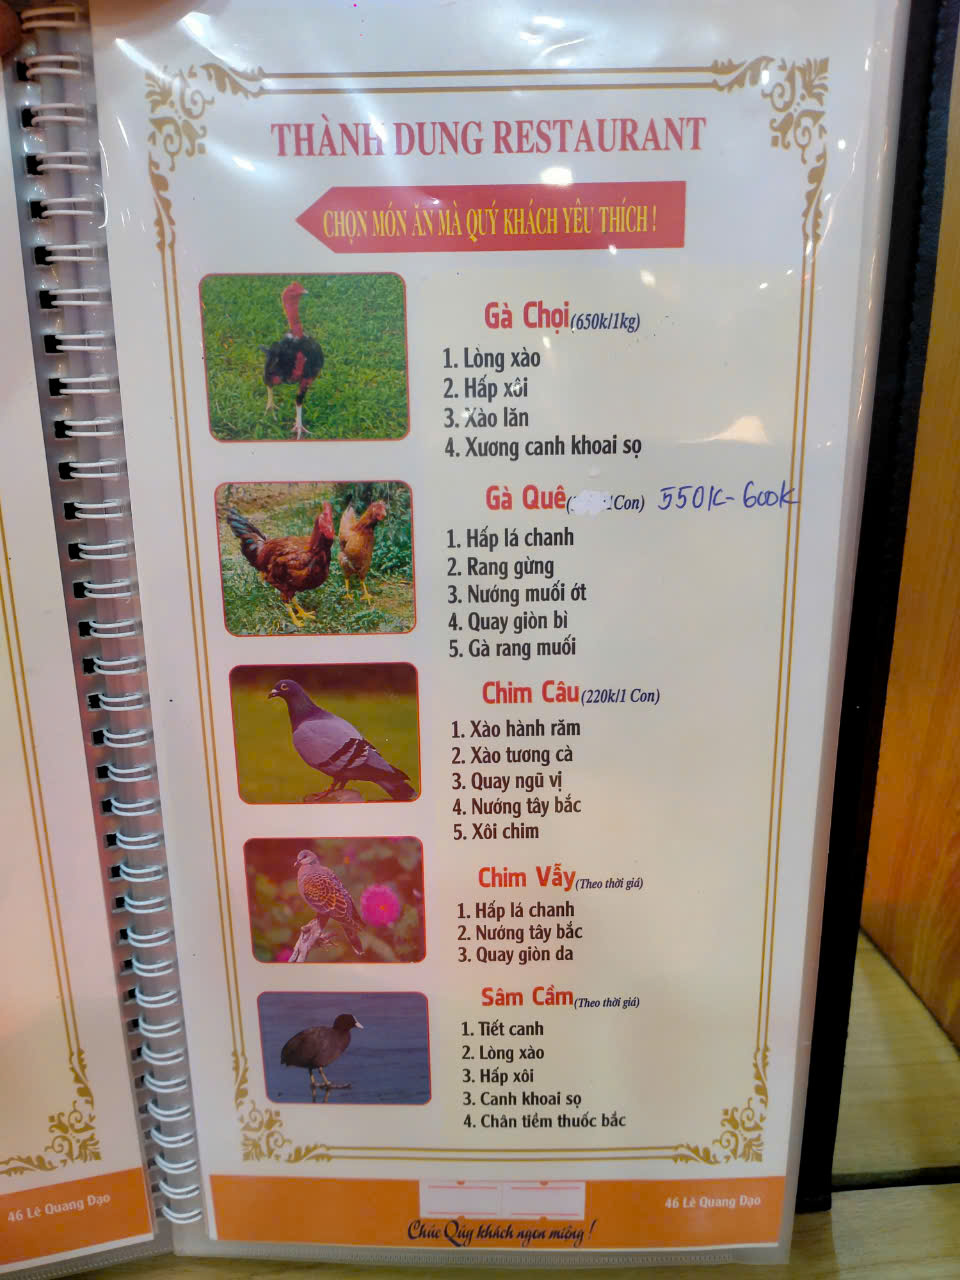 THÀNH DUNG RESTAURANT
CHỌN MÓN ĂN MÀ QUÝ KHÁCH YÊU THÍCH !
Gà Chọi (650k/1kg)
1. Lòng xào
2. Hấp xôi
3. Xào lăn
4. Xương canh khoai sọ
Gà Quê ( /1Con) 550k - 600k
1. Hấp lá chanh
2. Rang gừng
3. Nướng muối ớt
4. Quay giòn bì
5. Gà rang muối
Chim Câu (220k/1 Con)
1. Xào hành răm
2. Xào tương cà
3. Quay ngũ vị
4. Nướng tây bắc
5. Xôi chim
Chim Vẫy (Theo thời giá)
1. Hấp lá chanh
2. Nướng tây bắc
3. Quay giòn da
Sâm Cầm (Theo thời giá)
1. Tiết canh
2. Lòng xào
3. Hấp xôi
3. Canh khoai sọ
4. Chân tiềm thuốc bắc
46 Lê Quang Đạo
46 Lê Quang Đạo
Chúc Qúy khách ngon miệng !